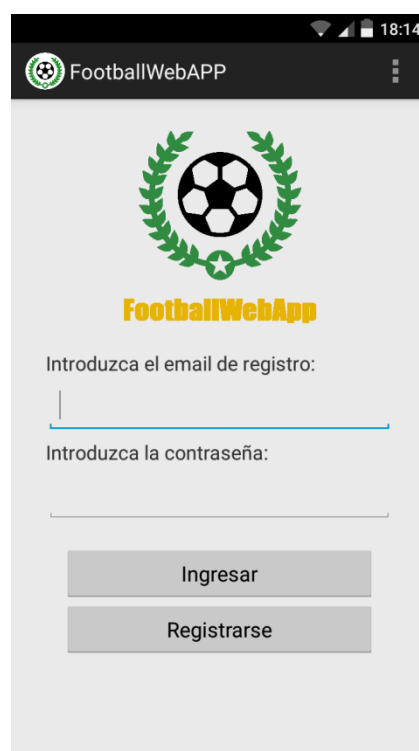 18:14
FootballWebAPP
FootballWebApp
Introduzca el email de registro:
Introduzca la contraseña:
Ingresar
Registrarse